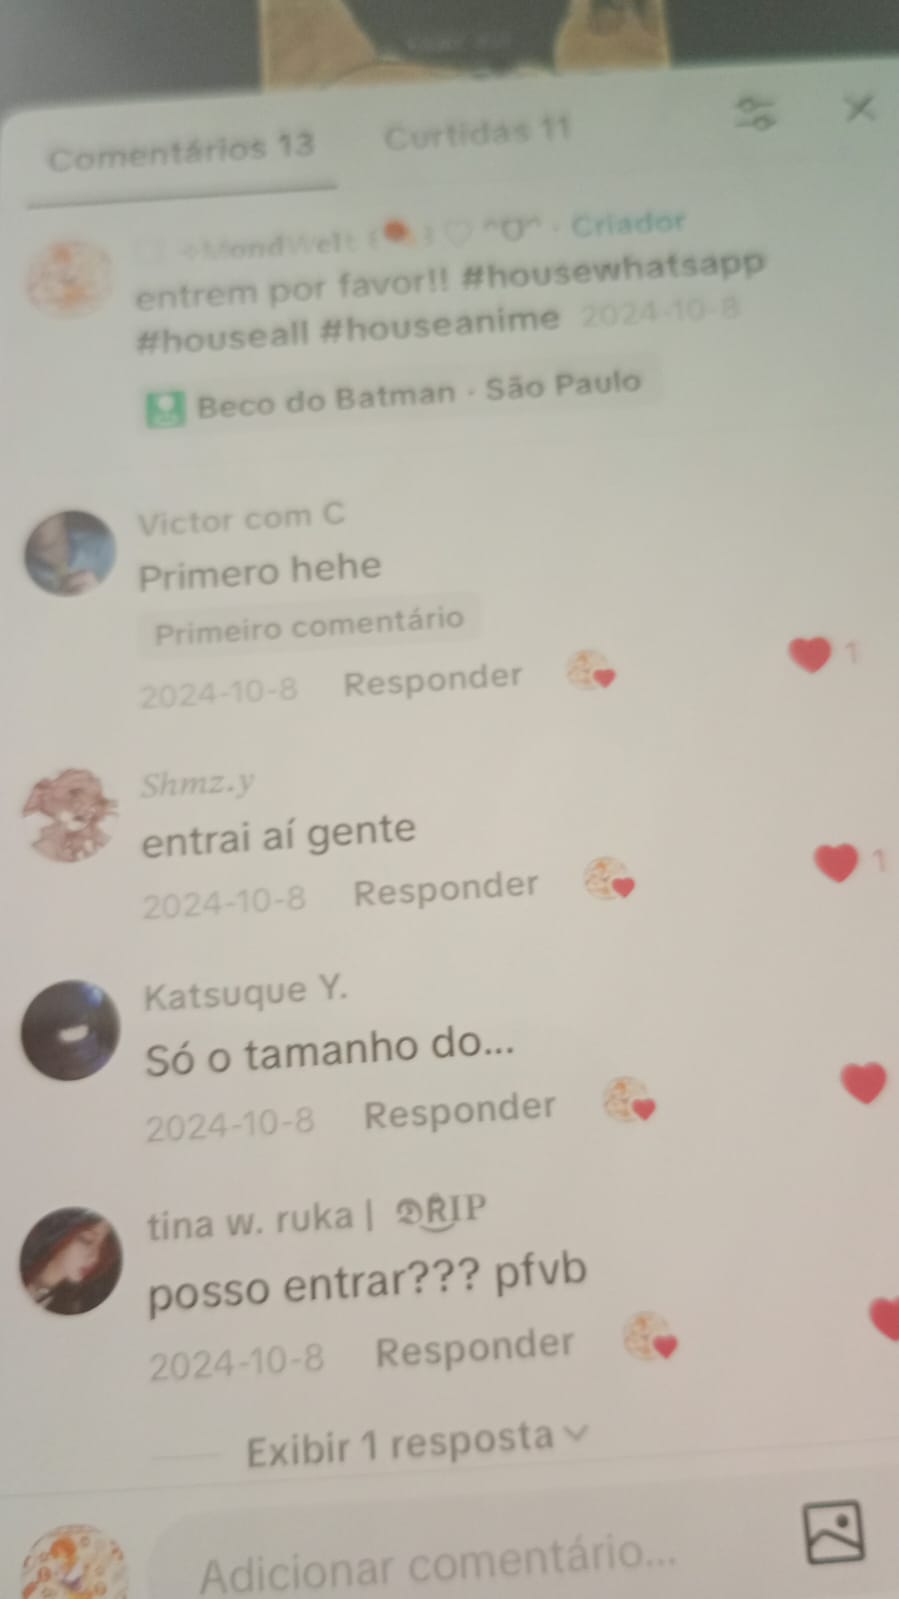 Comentários 13 Curtidas 11
MondWelt ♡ ^O^ · Criador
entrem por favor!! #housewhatsapp
#houseall #houseanime 2024-10-8
Beco do Batman · São Paulo
Victor com C
Primero hehe
Primeiro comentário
2024-10-8 Responder 1
Shmz.y
entrai aí gente
2024-10-8 Responder 1
Katsuque Y.
Só o tamanho do...
2024-10-8 Responder
tina w. ruka | DRIP
posso entrar??? pfvb
2024-10-8 Responder
Exibir 1 resposta
Adicionar comentário...